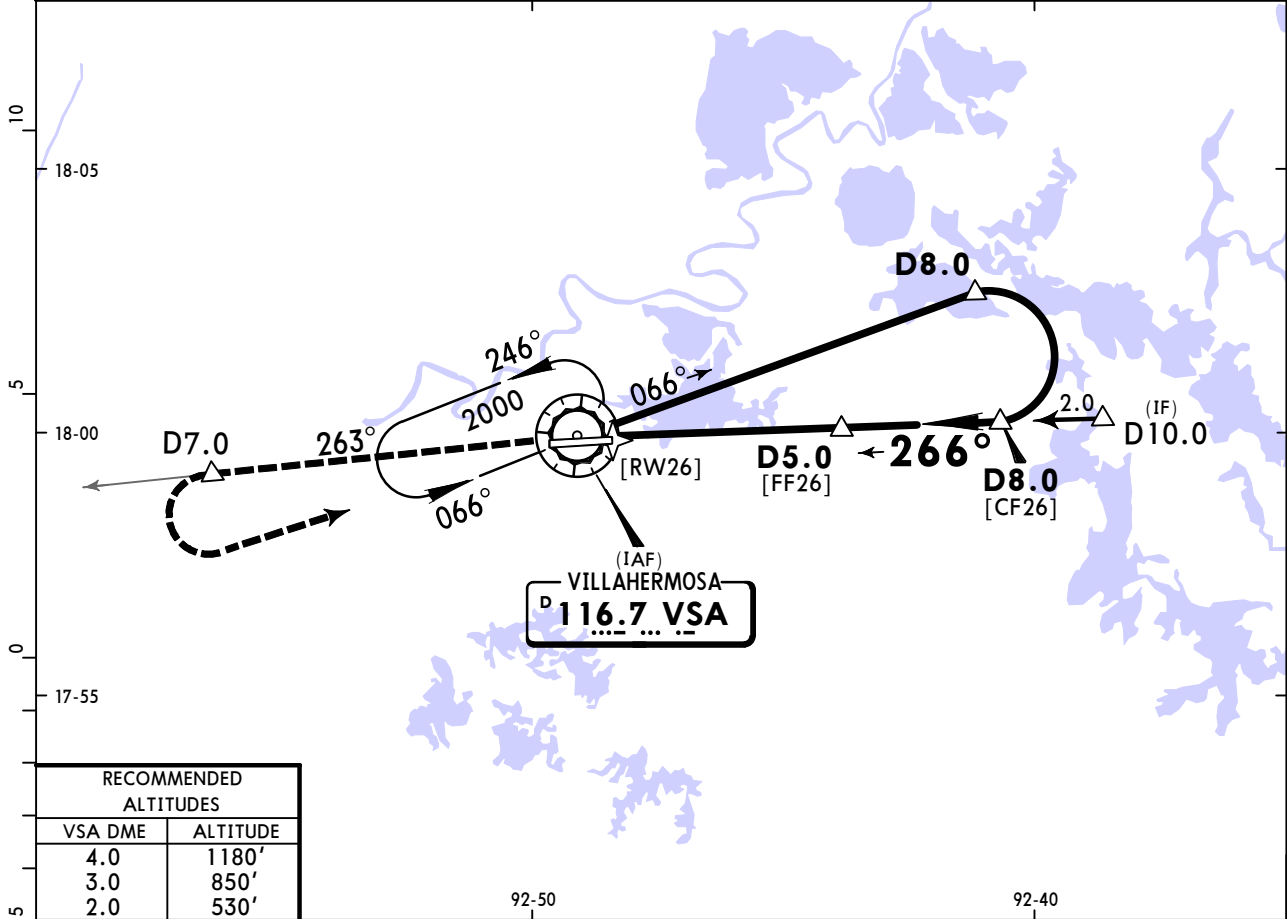 10
18-05
D8.0
246°
066°→
2000
5
2.0
(IF)
D10.0
18-00
D7.0
263°
[RW26]
D5.0
[FF26]
←266°
D8.0
[CF26]
066°
(IAF)
VILLAHERMOSA
D 116.7 VSA
0
17-55
RECOMMENDED
ALTITUDES
VSA DME ALTITUDE
4.0 1180'
3.0 850'
2.0 530'
5
92-50
92-40